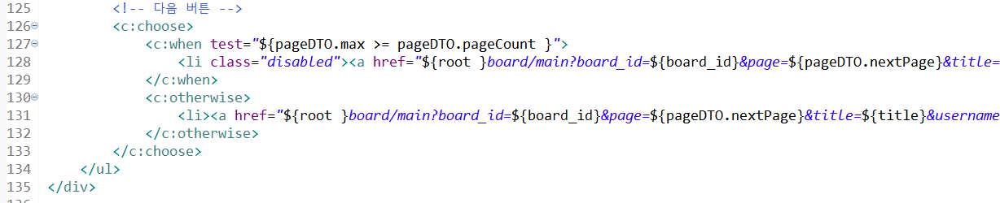 125 <!-- 다음 버튼 -->
126 <c:choose>
127 <c:when test="${pageDTO.max >= pageDTO.pageCount }">
128 <li class="disabled"><a href="${root }board/main?board_id=${board_id}&page=${pageDTO.nextPage}&title=
129 </c:when>
130 <c:otherwise>
131 <li><a href="${root }board/main?board_id=${board_id}&page=${pageDTO.nextPage}&title=${title}&username
132 </c:otherwise>
133 </c:choose>
134 </ul>
135 </div>